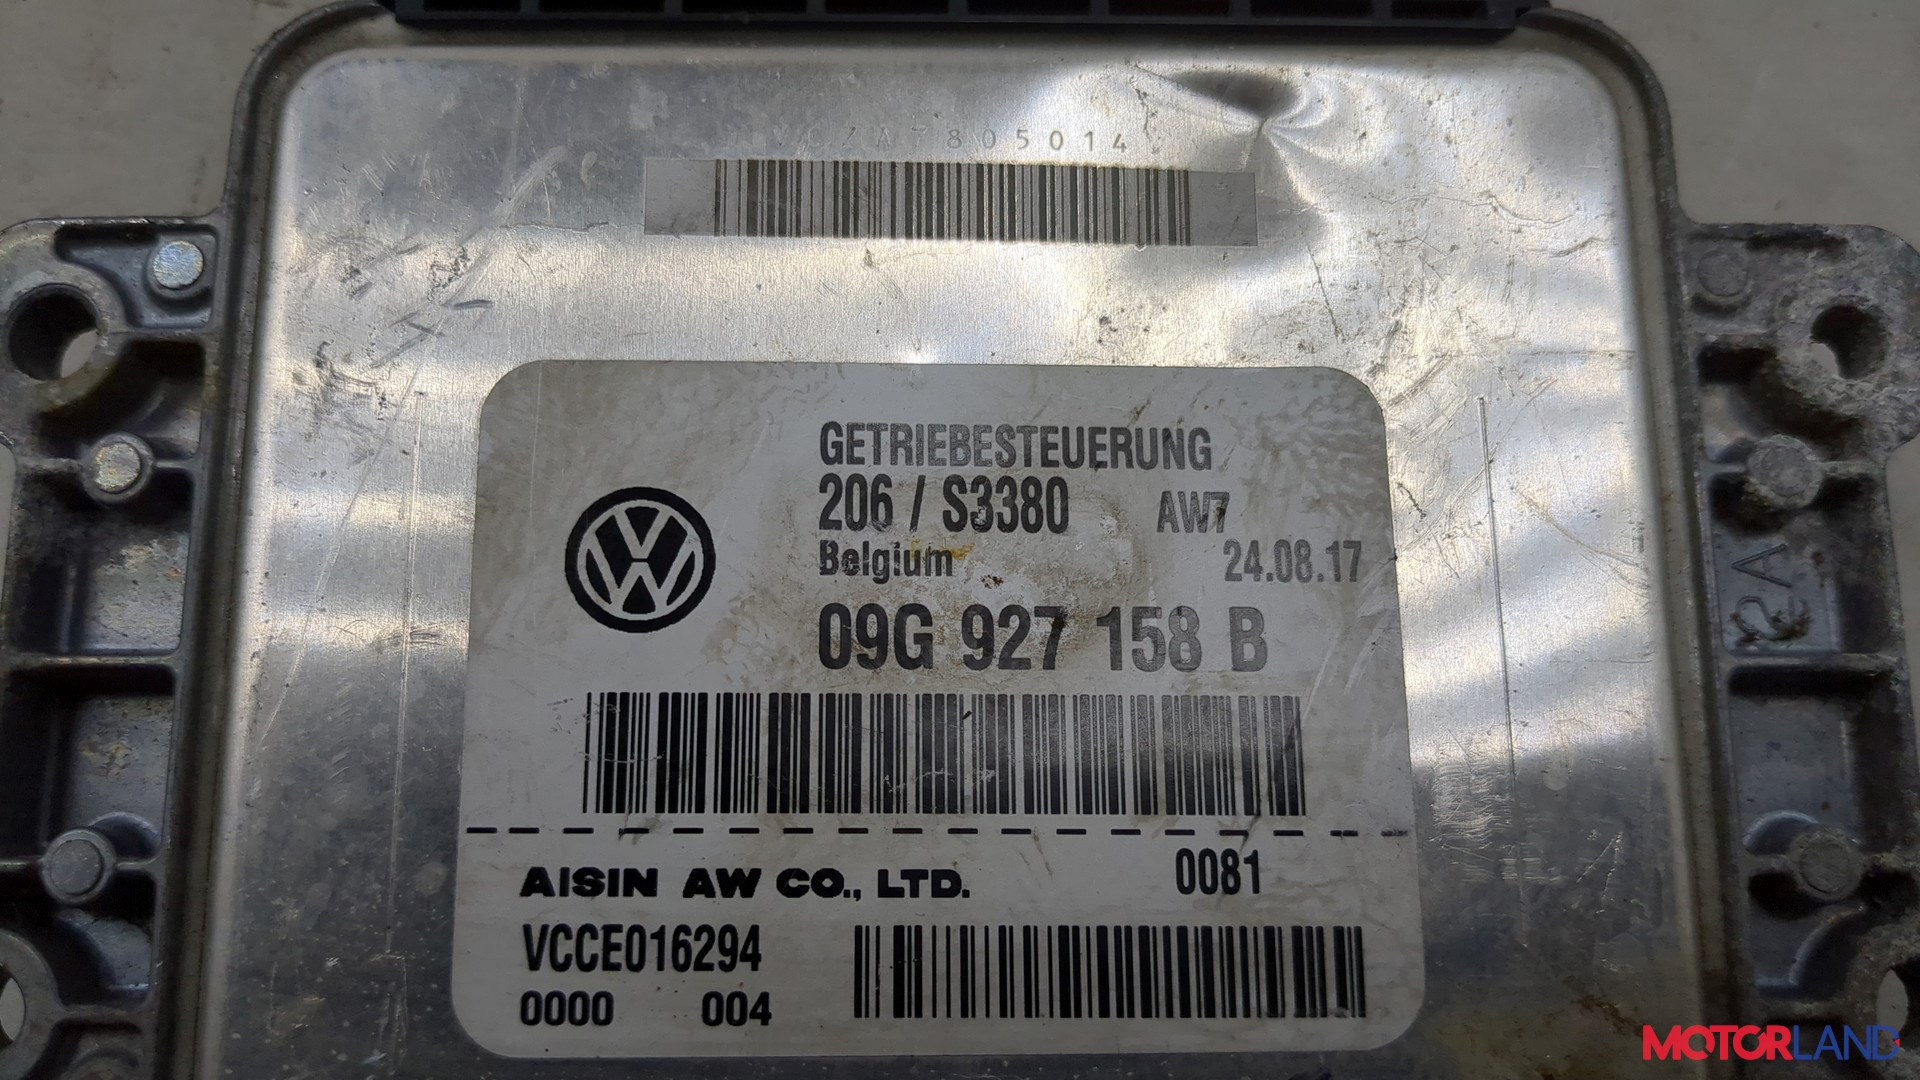 7805014
GETRIEBESTEUERUNG
206 / S3380 AW7
Belgium 24.08.17
09G 927 158 B
AISIN AW CO., LTD. 0081
VCCE016294
0000 004
MOTORLAND